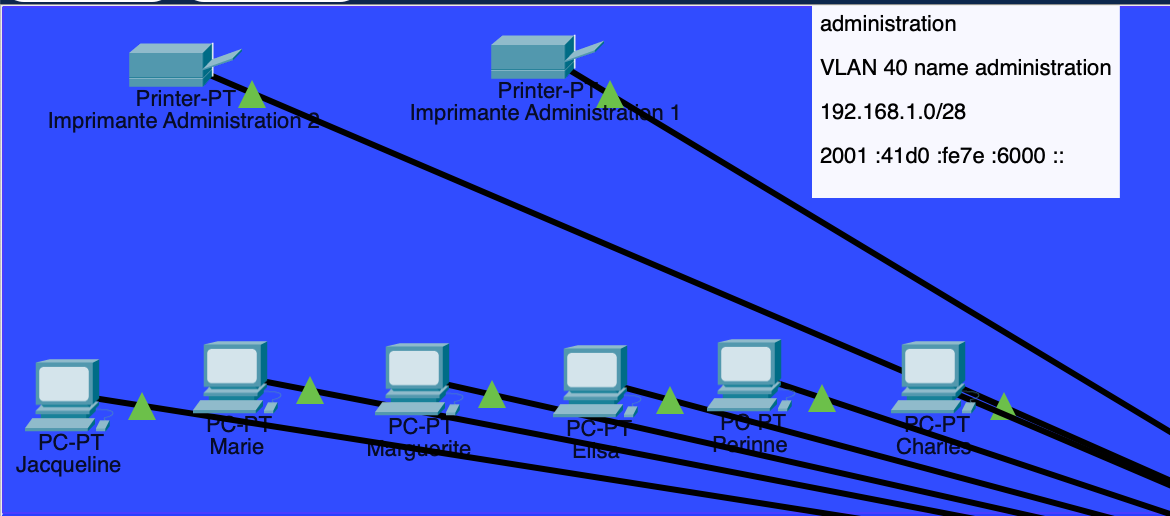 administration
VLAN 40 name administration
192.168.1.0/28
2001 :41d0 :fe7e :6000 ::
Printer-PT
Imprimante Administration 2
Printer-PT
Imprimante Administration 1
PC-PT
Jacqueline
PC-PT
Marie
PC-PT
Marguerite
PC-PT
Elisa
PC-PT
Perinne
PC-PT
Charles